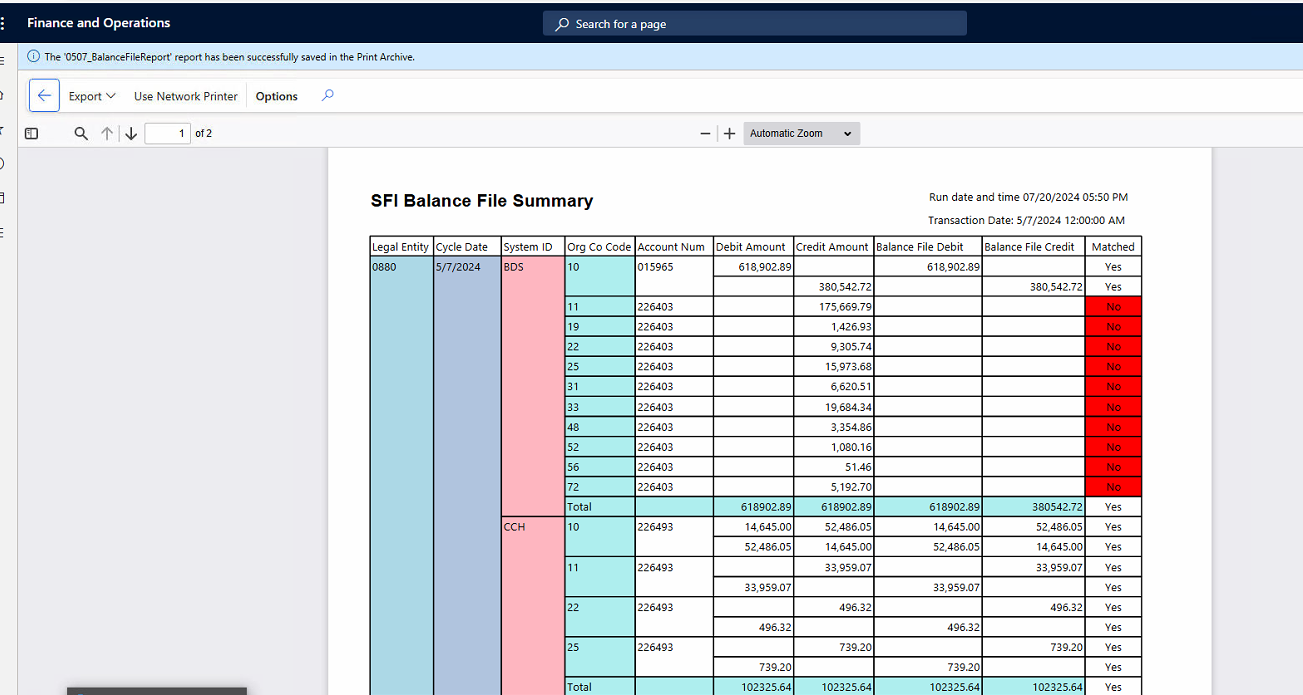 Finance and Operations
Search for a page
The '0507_BalanceFileReport' report has been successfully saved in the Print Archive.
Export Use Network Printer Options
1 of 2 Automatic Zoom
SFI Balance File Summary
Run date and time 07/20/2024 05:50 PM
Transaction Date: 5/7/2024 12:00:00 AM
Legal Entity Cycle Date System ID Org Co Code Account Num Debit Amount Credit Amount Balance File Debit Balance File Credit Matched
0880 5/7/2024 BDS 10 015965 618,902.89 618,902.89 Yes
380,542.72 380,542.72 Yes
11 226403 175,669.79 No
19 226403 1,426.93 No
22 226403 9,305.74 No
25 226403 15,973.68 No
31 226403 6,620.51 No
33 226403 19,684.34 No
48 226403 3,354.86 No
52 226403 1,080.16 No
56 226403 51.46 No
72 226403 5,192.70 No
Total 618902.89 618902.89 618902.89 380542.72 Yes
CCH 10 226493 14,645.00 52,486.05 14,645.00 52,486.05 Yes
52,486.05 14,645.00 52,486.05 14,645.00 Yes
11 226493 33,959.07 33,959.07 Yes
33,959.07 33,959.07 Yes
22 226493 496.32 496.32 Yes
496.32 496.32 Yes
25 226493 739.20 739.20 Yes
739.20 739.20 Yes
Total 102325.64 102325.64 102325.64 102325.64 Yes